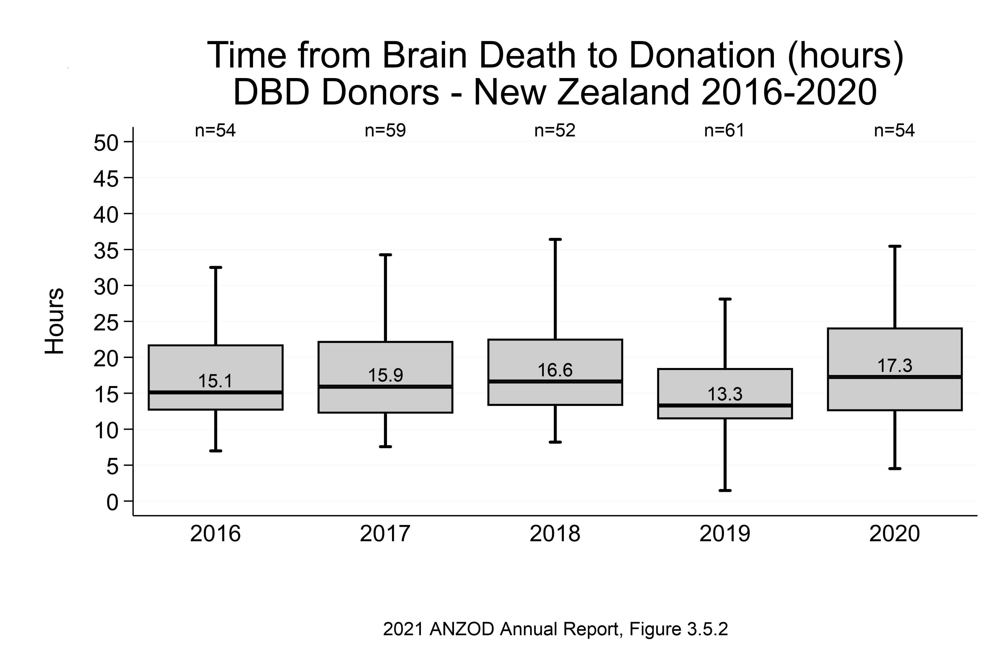 Time from Brain Death to Donation (hours)
DBD Donors - New Zealand 2016-2020
n=54 n=59 n=52 n=61 n=54
50
45
40
35
30
25
20
15
10
5
0
Hours
15.1 15.9 16.6 13.3 17.3
2016 2017 2018 2019 2020
2021 ANZOD Annual Report, Figure 3.5.2